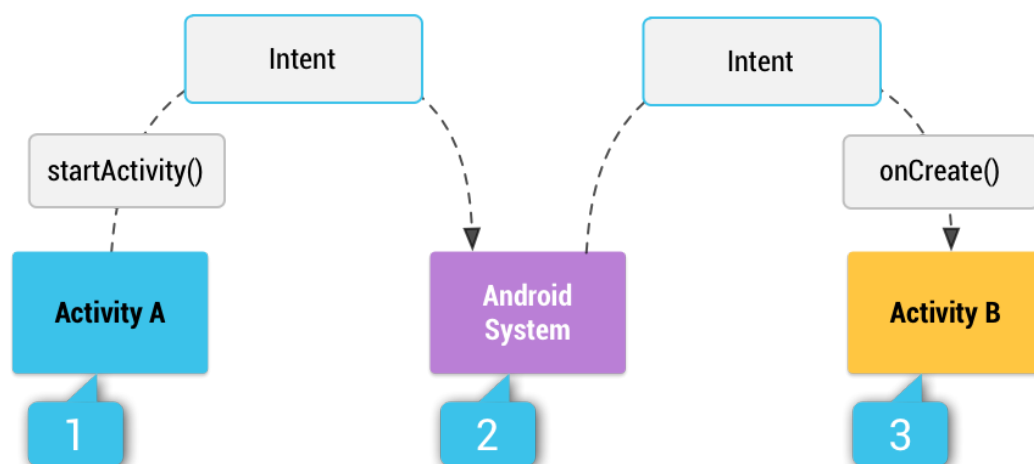 Intent
Intent
startActivity()
onCreate()
Activity A
Android
System
Activity B
1
2
3